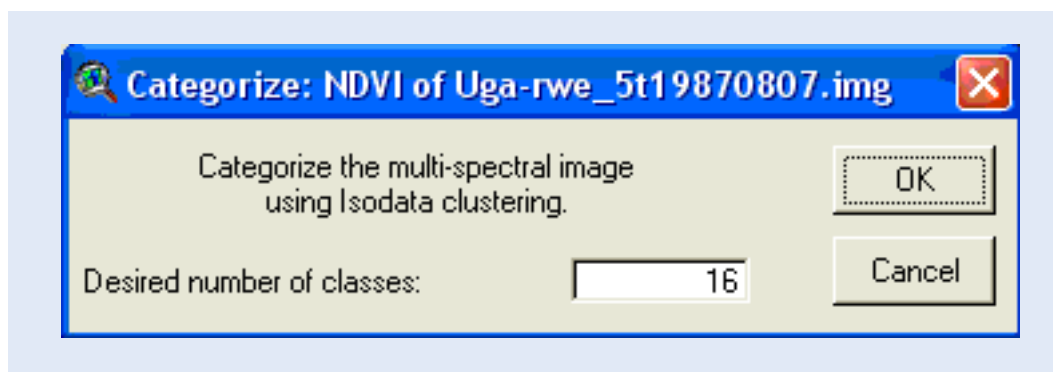 Categorize: NDVI of Uga-rwe_5t19870807.img
Categorize the multi-spectral image
using Isodata clustering.
OK
Desired number of classes:
16
Cancel